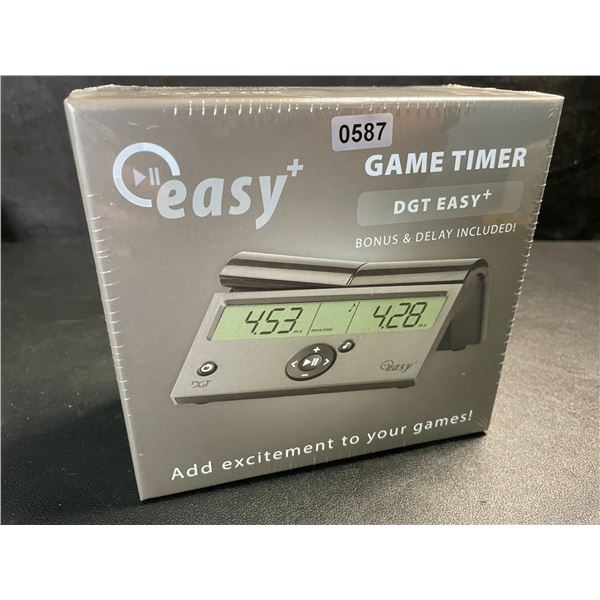 0587
easy+
GAME TIMER
DGT EASY+
BONUS & DELAY INCLUDED!
4.53
4.28
DGT
easy+
Add excitement to your games!